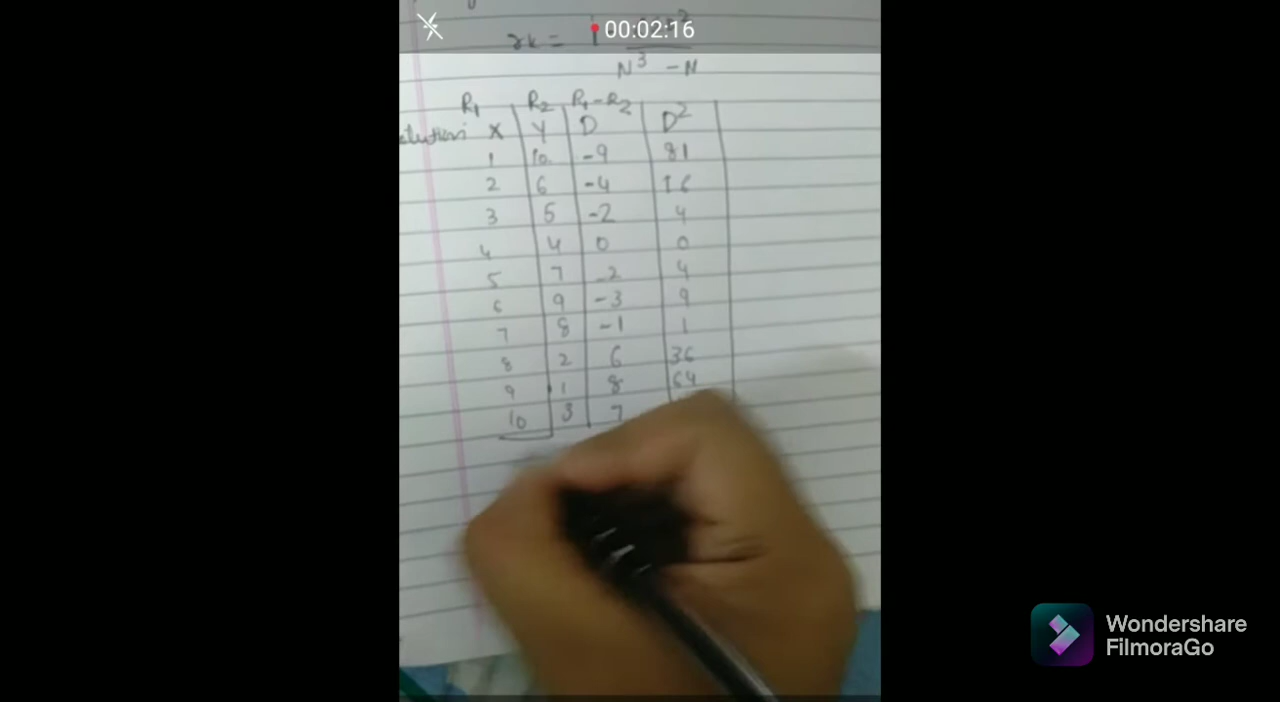 00:02:16
rk = 1
N³ - N
R₁ R₂ R₁-R₂
X Y D D²
1 10 -9 81
2 6 -4 16
3 5 -2 4
4 4 0 0
5 7 -2 4
6 9 -3 9
7 8 -1 1
8 2 6 36
9 1 8 64
10 3 7
Wondershare
FilmoraGo